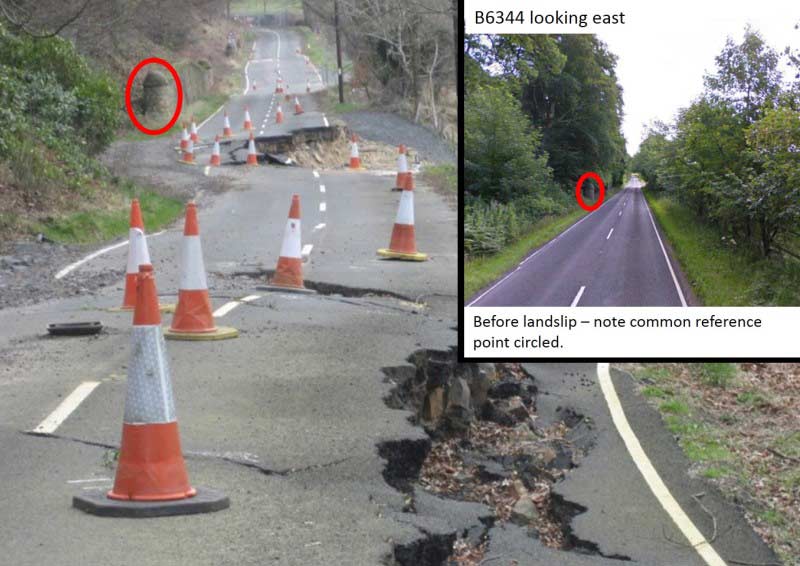 B6344 looking east
Before landslip – note common reference
point circled.